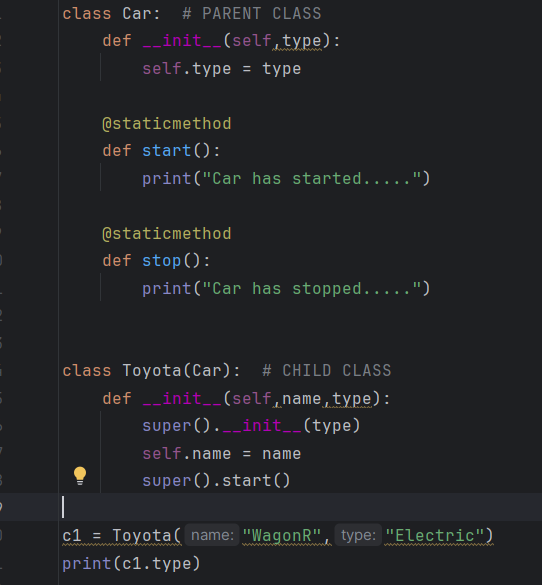 class Car:  # PARENT CLASS
    def __init__(self,type):
        self.type = type

    @staticmethod
    def start():
        print("Car has started.....")

    @staticmethod
    def stop():
        print("Car has stopped.....")


class Toyota(Car):  # CHILD CLASS
    def __init__(self,name,type):
        super().__init__(type)
        self.name = name
        super().start()

c1 = Toyota( name: "WagonR", type: "Electric")
print(c1.type)